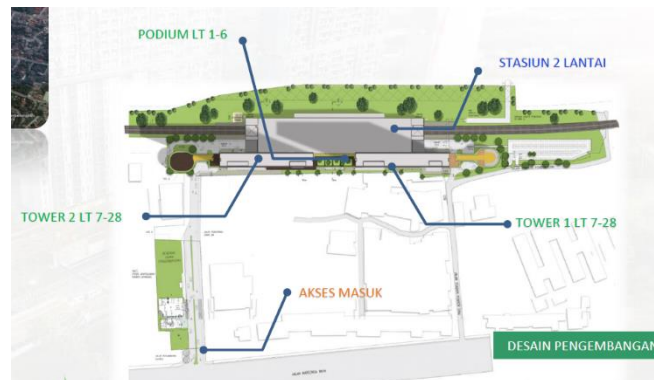 PODIUM LT 1-6
STASIUN 2 LANTAI
TOWER 2 LT 7-28
TOWER 1 LT 7-28
AKSES MASUK
DESAIN PENGEMBANGAN